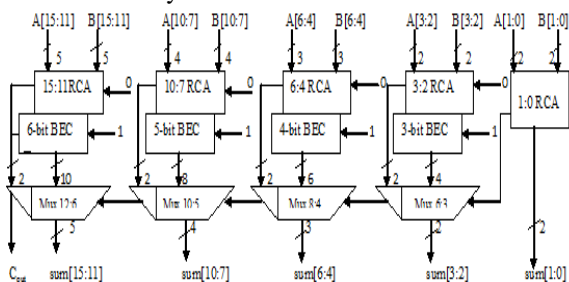 A[15:11] B[15:11] A[10:7] B[10:7] A[6:4] B[6:4] A[3:2] B[3:2] A[1:0] B[1:0]
5 5 4 4 3 3 2 2 2 2
15:11RCA 0 10:7 RCA 0 6:4 RCA 0 3:2 RCA 0 1:0 RCA
6-bit BEC 1 5-bit BEC 1 4-bit BEC 1 3-bit BEC 1
2 10 2 8 2 6 2 4
Mux 12:6 Mux 10:5 Mux 8:4 Mux 6:3
5 4 3 2 2
Cout sum[15:11] sum[10:7] sum[6:4] sum[3:2] sum[1:0]